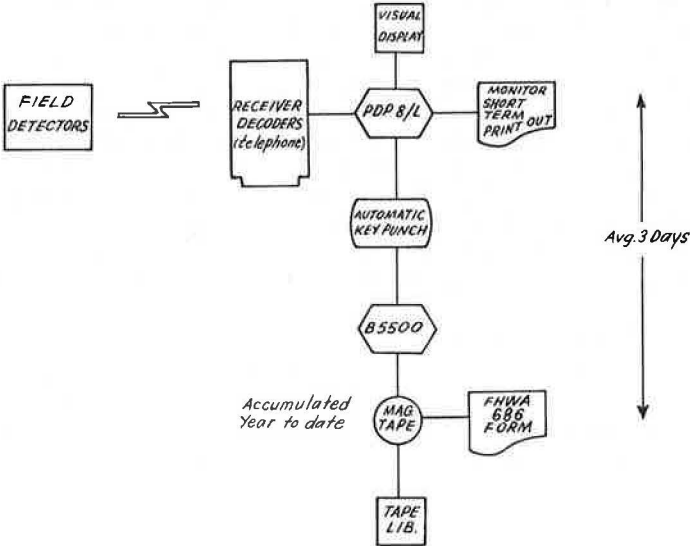 VISUAL
DISPLAY
FIELD
DETECTORS
RECEIVER
DECODERS
(telephone)
PDP 8/L
MONITOR
SHORT
TERM
PRINT OUT
AUTOMATIC
KEY PUNCH
Avg. 3 Days
B5500
Accumulated
Year to date
MAG
TAPE
FHWA
686
FORM
TAPE
LIB.